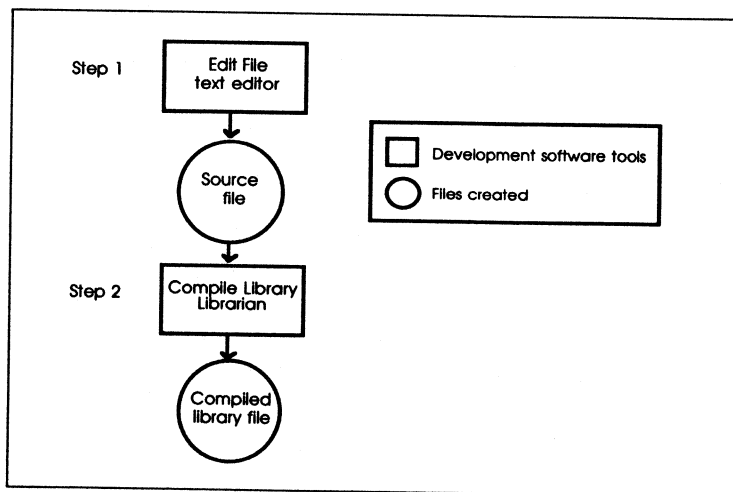 Step 1
Edit File
text editor
Source
file
Development software tools
Files created
Step 2
Compile Library
Librarian
Compiled
library file